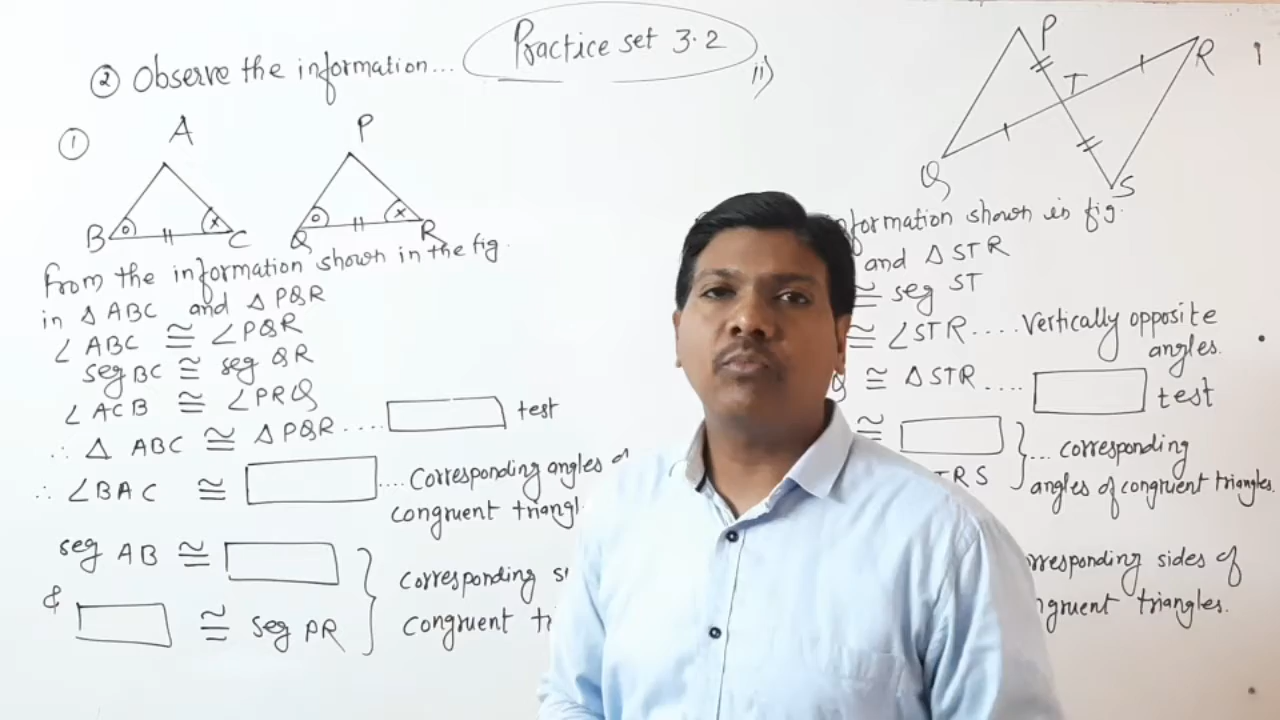 Practice set 3.2
② Observe the information...
①
A
P
B
C
Q
R
O
x
O
x
From the information shown in the fig.
in △ ABC and △ PQR
∠ ABC ≅ ∠PQR
seg BC ≅ seg QR
∠ ACB ≅ ∠PRQ
∴ △ ABC ≅ △PQR .... test
∴ ∠BAC ≅ .... Corresponding angles of
congruent triangl
seg AB ≅
& ≅ seg PR
corresponding s
congruent tr
ii)
P
R
T
Q
S
nformation shown in fig.
and △ STR
≅ seg ST
≅ ∠STR .... Vertically opposite
angles.
≅ △STR .... test
≅
TRS
... corresponding
angles of congruent triangles.
rresponding sides of
ngruent triangles.